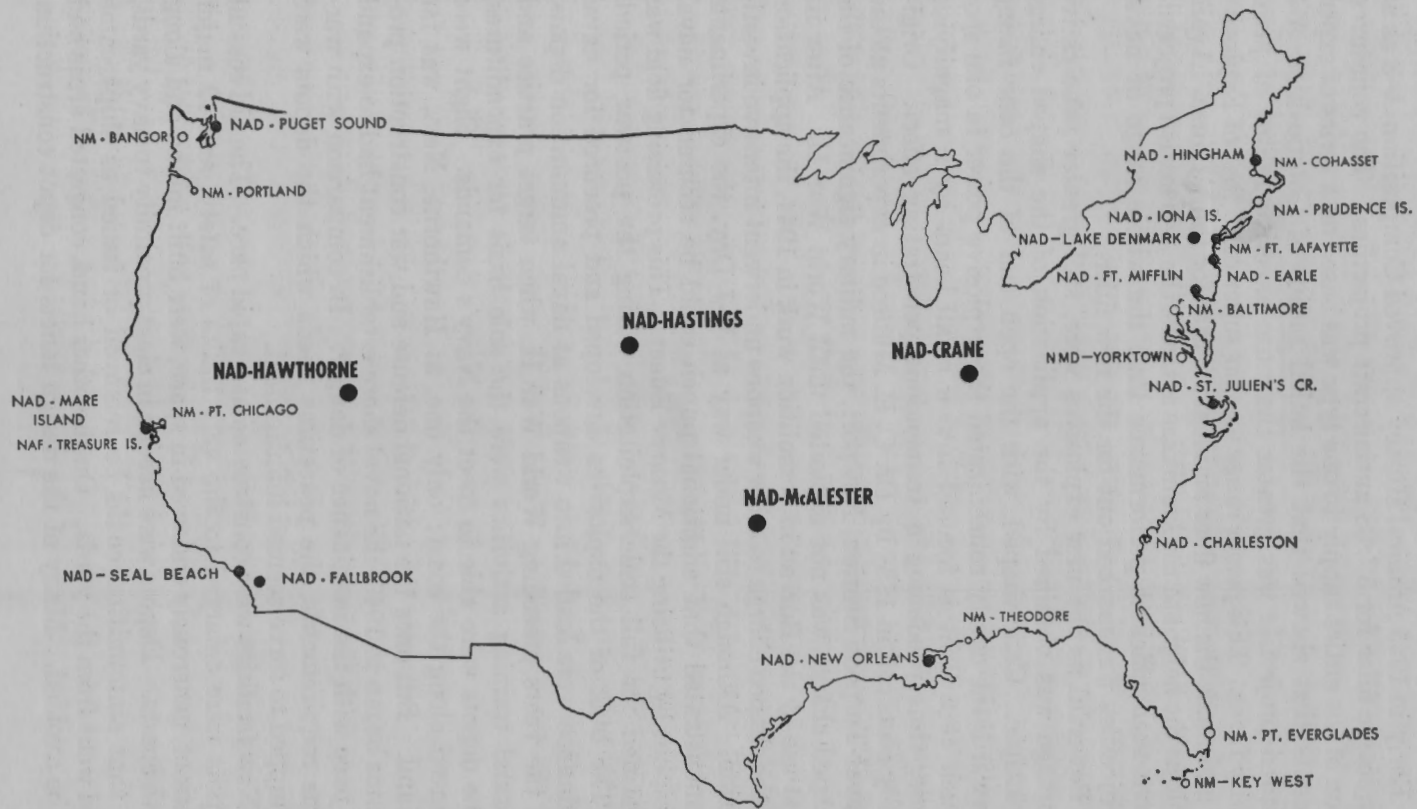 NM - BANGOR
NAD - PUGET SOUND
NM - PORTLAND
NAD - HINGHAM
NM - COHASSET
NM - PRUDENCE IS.
NAD - IONA IS.
NAD - LAKE DENMARK
NM - FT. LAFAYETTE
NAD - FT. MIFFLIN
NAD - EARLE
NM - BALTIMORE
NMD - YORKTOWN
NAD - ST. JULIEN'S CR.
NAD-HASTINGS
NAD-CRANE
NAD-HAWTHORNE
NAD - MARE
ISLAND
NM - PT. CHICAGO
NAF - TREASURE IS.
NAD-McALESTER
NAD - CHARLESTON
NAD - SEAL BEACH
NAD - FALLBROOK
NM - THEODORE
NAD - NEW ORLEANS
NM - PT. EVERGLADES
NM - KEY WEST